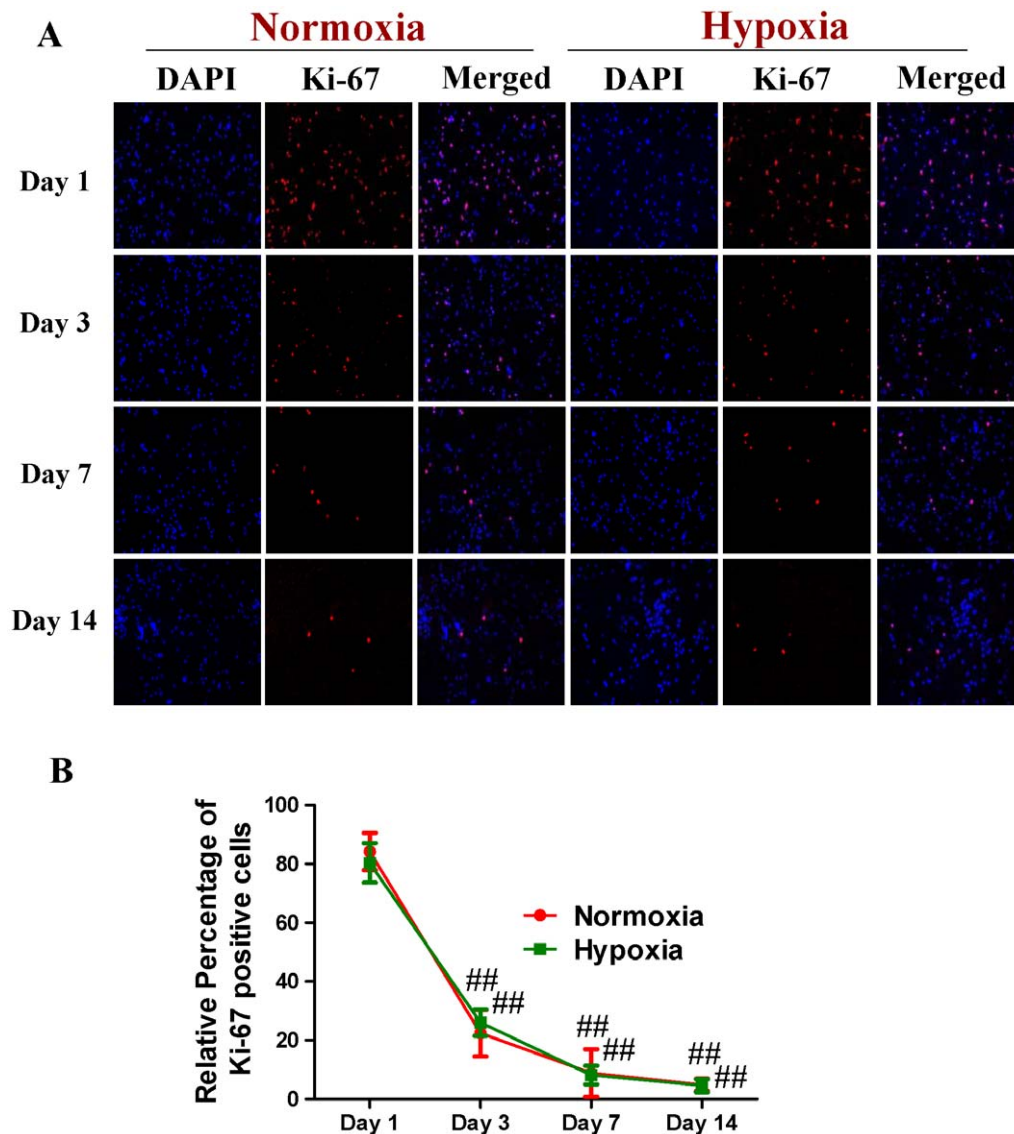 A
Normoxia Hypoxia
DAPI Ki-67 Merged DAPI Ki-67 Merged
Day 1
Day 3
Day 7
Day 14
B
Relative Percentage of
Ki-67 positive cells
100
80
60
40
20
0
Normoxia
Hypoxia
##
##
##
##
##
##
Day 1 Day 3 Day 7 Day 14